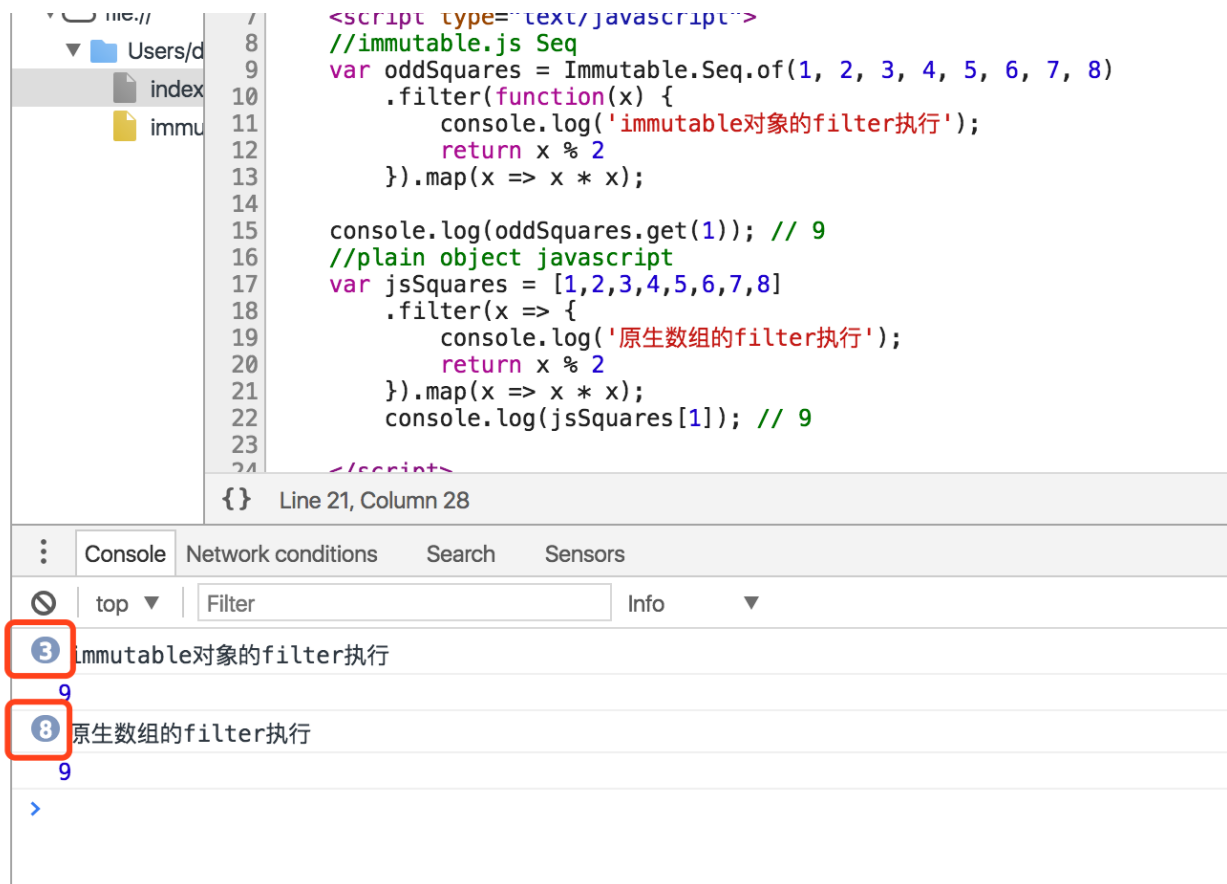 file://
Users/d
index
immu
7 <script type="text/javascript">
8 //immutable.js Seq
9 var oddSquares = Immutable.Seq.of(1, 2, 3, 4, 5, 6, 7, 8)
10 .filter(function(x) {
11 console.log('immutable对象的filter执行');
12 return x % 2
13 }).map(x => x * x);
14
15 console.log(oddSquares.get(1)); // 9
16 //plain object javascript
17 var jsSquares = [1,2,3,4,5,6,7,8]
18 .filter(x => {
19 console.log('原生数组的filter执行');
20 return x % 2
21 }).map(x => x * x);
22 console.log(jsSquares[1]); // 9
23
24 </script>
{} Line 21, Column 28
Console Network conditions Search Sensors
top Filter Info
3 immutable对象的filter执行
9
8 原生数组的filter执行
9
>